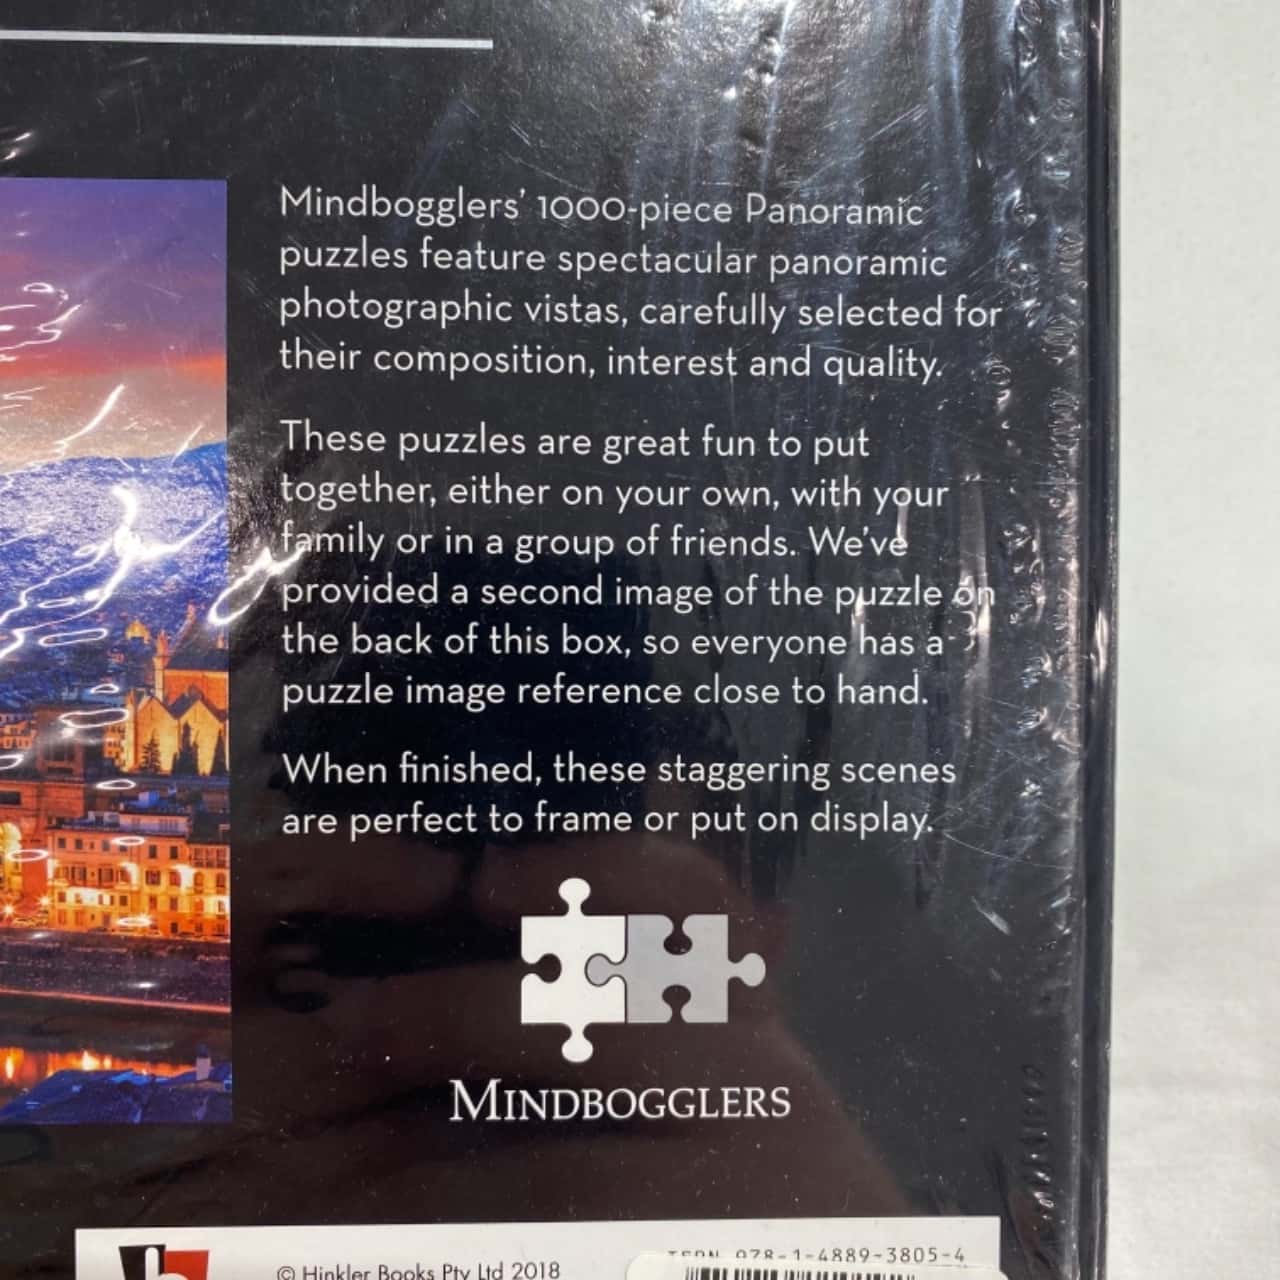 Mindbogglers' 1000-piece Panoramic
puzzles feature spectacular panoramic
photographic vistas, carefully selected for
their composition, interest and quality.
These puzzles are great fun to put
together, either on your own, with your
family or in a group of friends. We've
provided a second image of the puzzle on
the back of this box, so everyone has a
puzzle image reference close to hand.
When finished, these staggering scenes
are perfect to frame or put on display.
MINDBOGGLERS
© Hinkler Books Pty Ltd 2018
ISBN 978-1-4889-3805-4